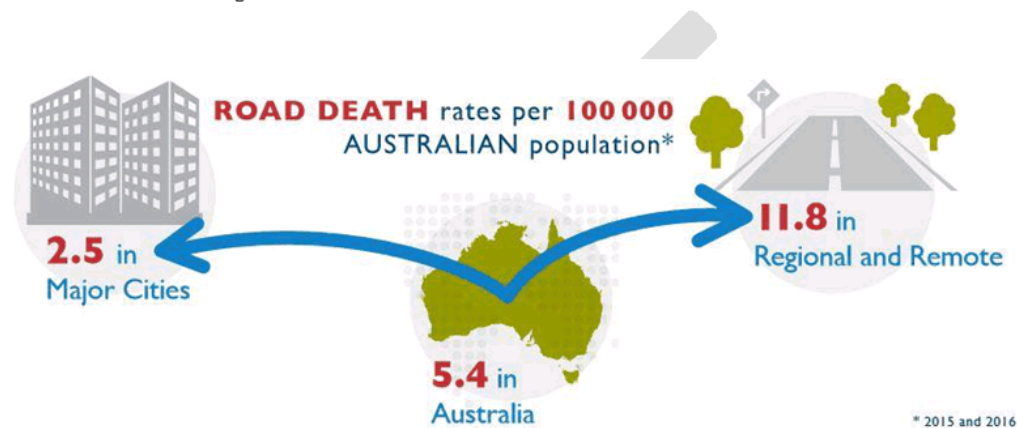 ROAD DEATH rates per 100 000
AUSTRALIAN population*
2.5 in
Major Cities
11.8 in
Regional and Remote
5.4 in
Australia
* 2015 and 2016